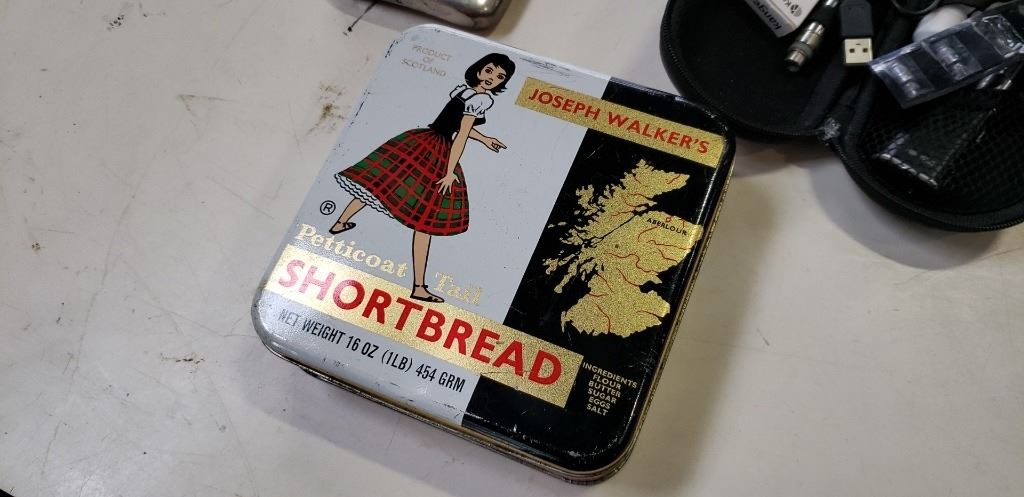 PRODUCT
OF
SCOTLAND
JOSEPH WALKER'S
ABERLOUR
®
Petticoat Tail
SHORTBREAD
NET WEIGHT 16 OZ (1LB) 454 GRM
INGREDIENTS
FLOUR
BUTTER
SUGAR
EGGS
SALT